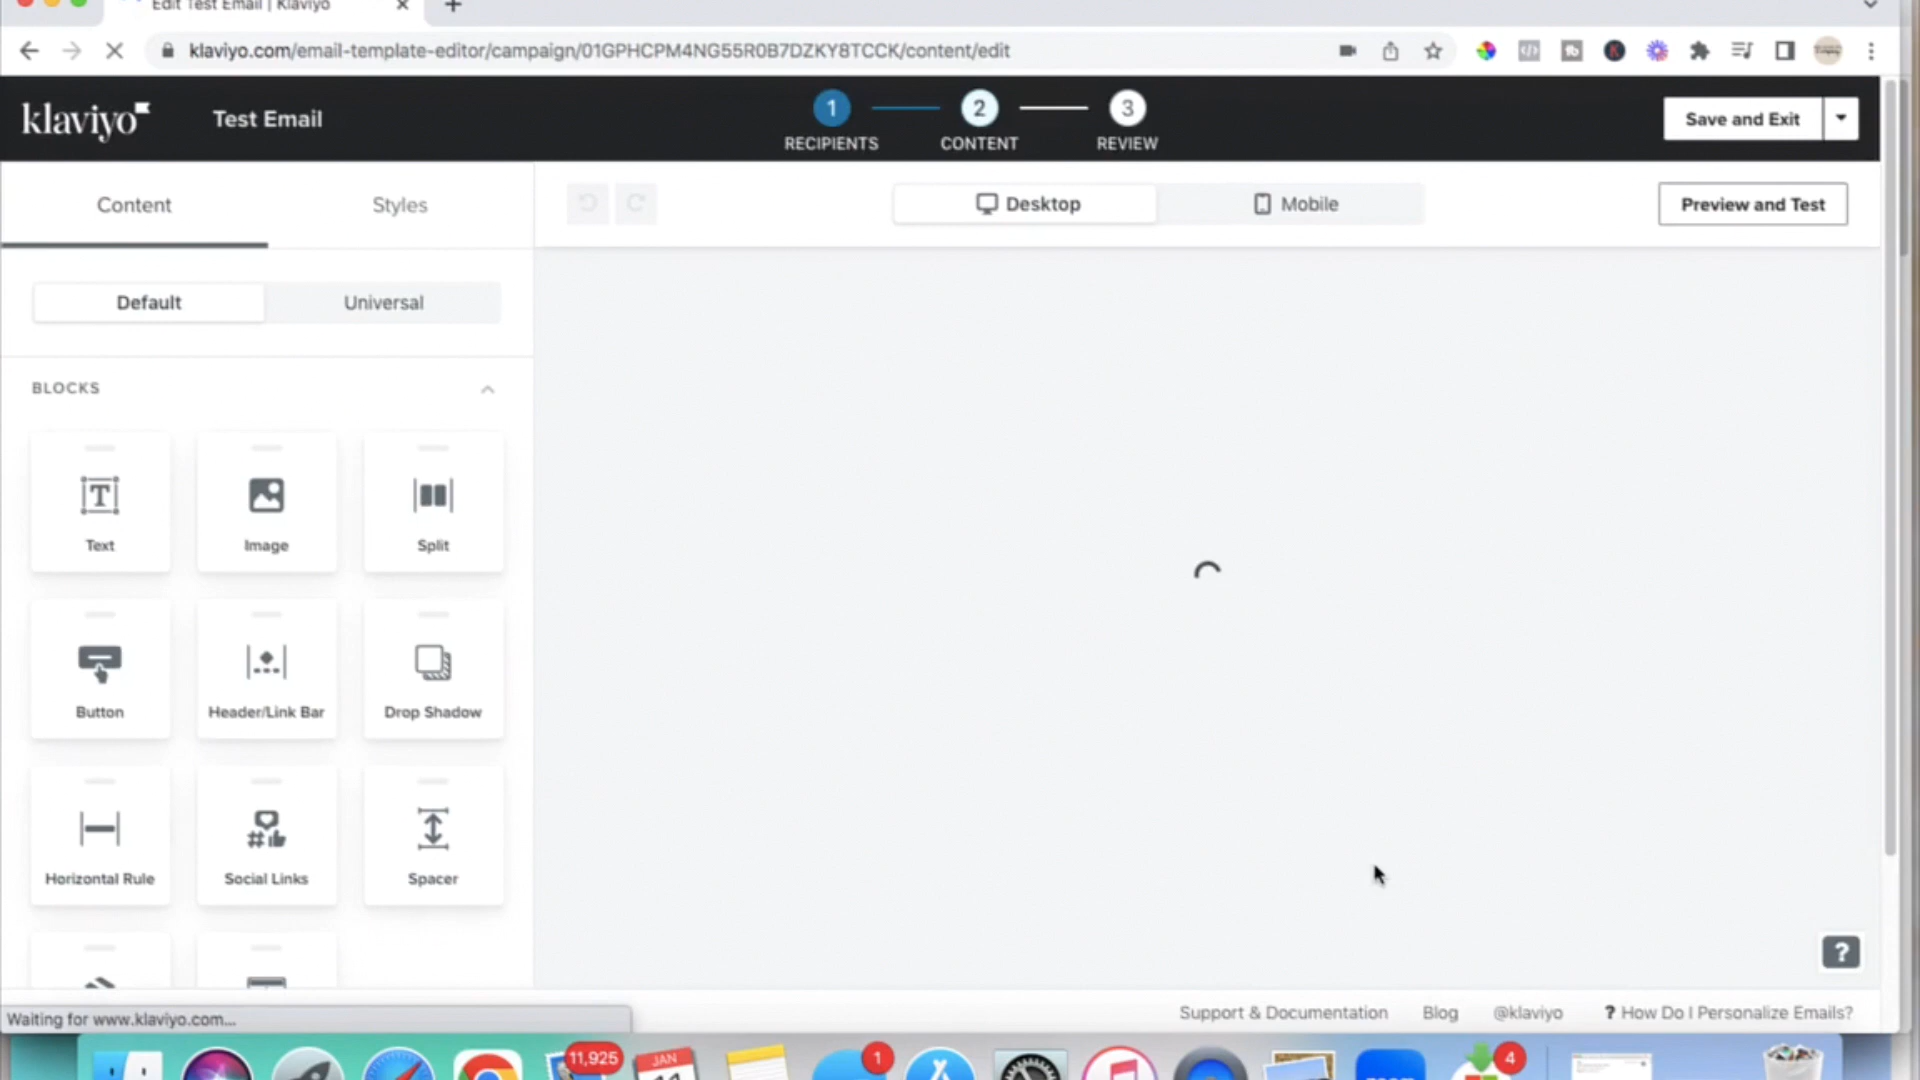 Edit Test Email | Klaviyo
klaviyo.com/email-template-editor/campaign/01GPHCPM4NG55R0B7DZKY8TCCK/content/edit
klaviyo
Test Email
1
2
3
RECIPIENTS
CONTENT
REVIEW
Save and Exit
Content
Styles
Desktop
Mobile
Preview and Test
Default
Universal
BLOCKS
Text
Image
Split
Button
Header/Link Bar
Drop Shadow
Horizontal Rule
Social Links
Spacer
?
Support & Documentation
Blog
@klaviyo
? How Do I Personalize Emails?
Waiting for www.klaviyo.com...
11,925
JAN
1
4